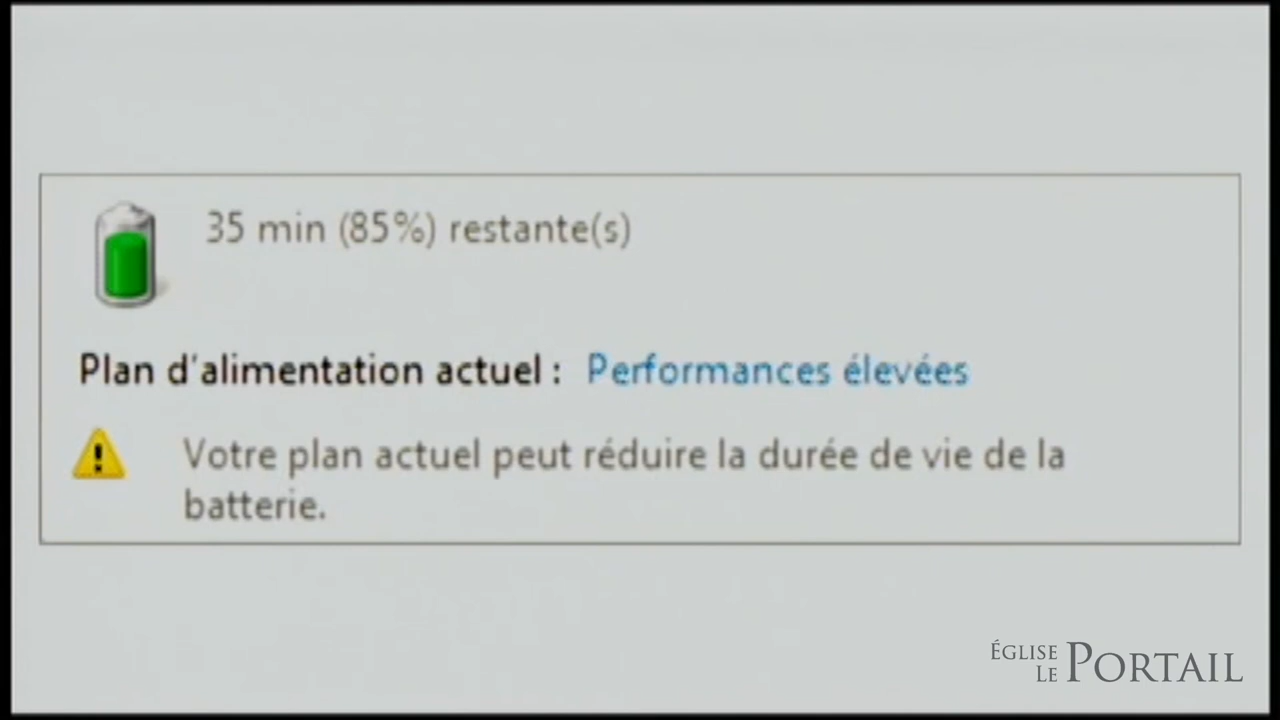 35 min (85%) restante(s)
Plan d'alimentation actuel : Performances élevées
Votre plan actuel peut réduire la durée de vie de la
batterie.
ÉGLISE
LE PORTAIL